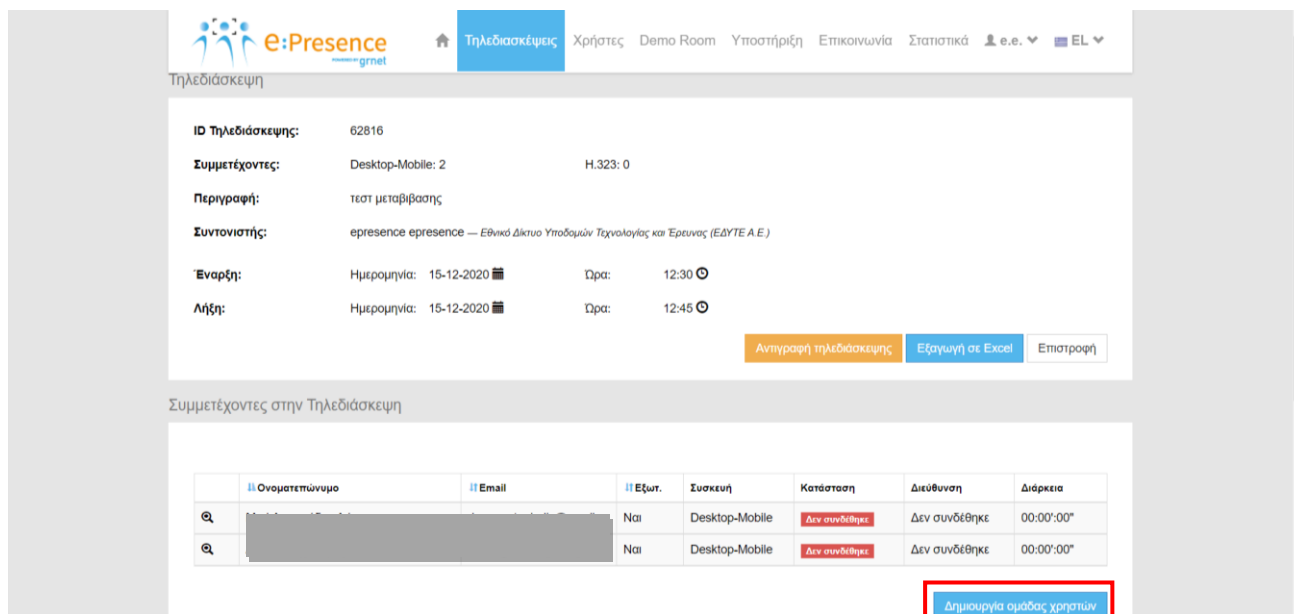 e:Presence
POWERED BY grnet
Τηλεδιασκέψεις Χρήστες Demo Room Υποστήριξη Επικοινωνία Στατιστικά e.e. EL
Τηλεδιάσκεψη
ID Τηλεδιάσκεψης: 62816
Συμμετέχοντες: Desktop-Mobile: 2 H.323: 0
Περιγραφή: τεστ μεταβιβασης
Συντονιστής: epresence epresence — Εθνικό Δίκτυο Υποδομών Τεχνολογίας και Έρευνας (ΕΔΥΤΕ Α.Ε.)
Έναρξη: Ημερομηνία: 15-12-2020 Ώρα: 12:30
Λήξη: Ημερομηνία: 15-12-2020 Ώρα: 12:45
Αντιγραφή τηλεδιάσκεψης Εξαγωγή σε Excel Επιστροφή
Συμμετέχοντες στην Τηλεδιάσκεψη
Ονοματεπώνυμο Email Εξωτ. Συσκευή Κατάσταση Διεύθυνση Διάρκεια
Ναι Desktop-Mobile Δεν συνδέθηκε Δεν συνδέθηκε 00:00':00"
Ναι Desktop-Mobile Δεν συνδέθηκε Δεν συνδέθηκε 00:00':00"
Δημιουργία ομάδας χρηστών